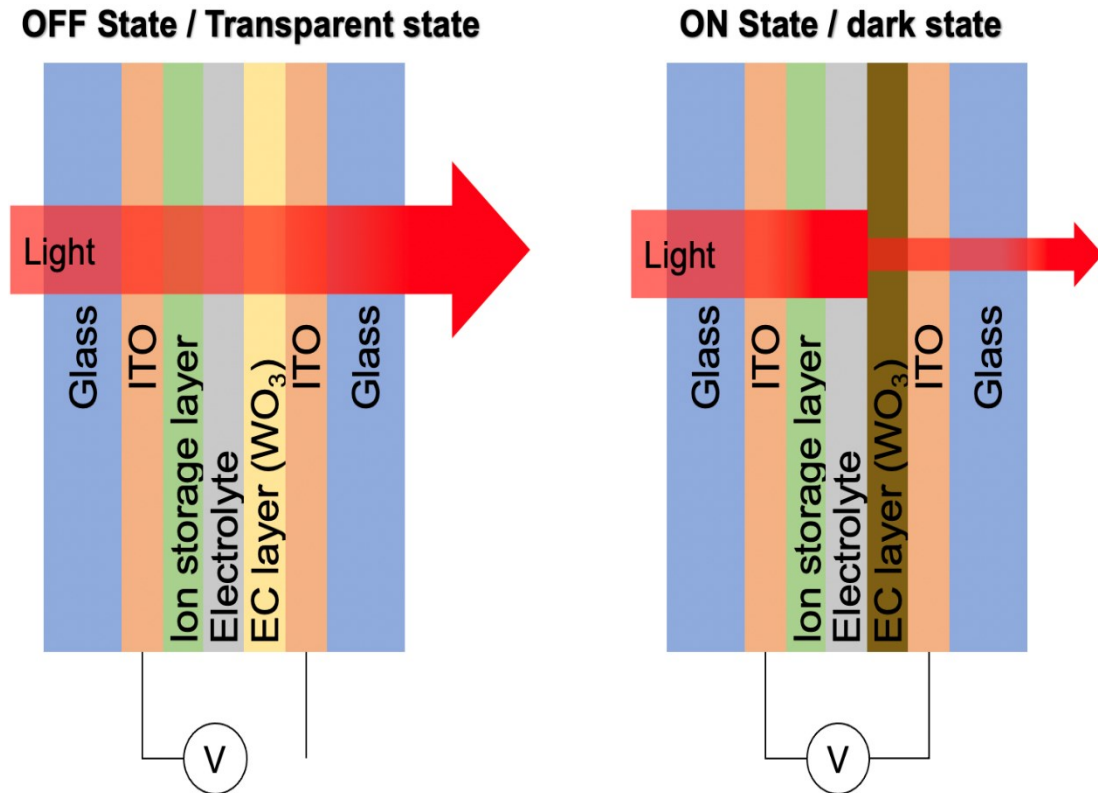 OFF State / Transparent state
Light
Glass
ITO
Ion storage layer
Electrolyte
EC layer (WO₃)
ITO
Glass
V
ON State / dark state
Light
Glass
ITO
Ion storage layer
Electrolyte
EC layer (WO₃)
ITO
Glass
V